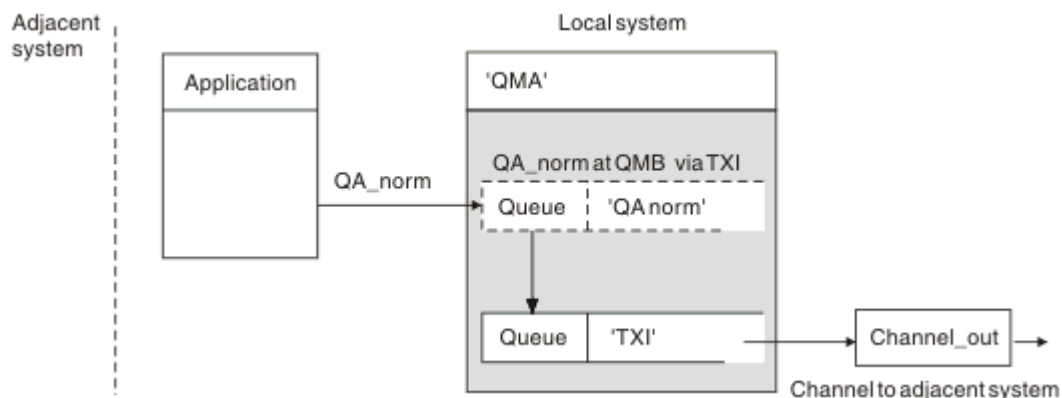 Adjacent
system
Local system
Application
'QMA'
QA_norm at QMB via TXI
QA_norm
Queue
'QA norm'
Queue
'TXI'
Channel_out
Channel to adjacent system